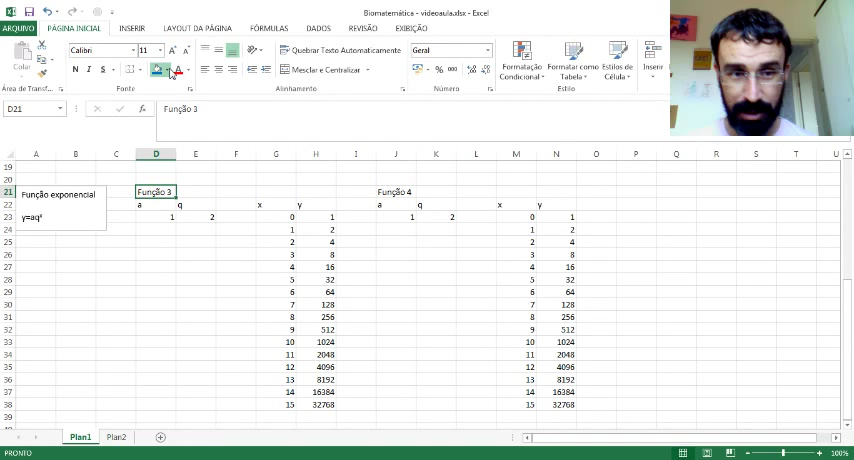 Biomatemática - videoaula.xlsx - Excel
ARQUIVO PÁGINA INICIAL INSERIR LAYOUT DA PÁGINA FÓRMULAS DADOS REVISÃO EXIBIÇÃO
Colar
Calibri 11
N I S
Quebrar Texto Automaticamente
Mesclar e Centralizar
Geral
% 000
Formatação Condicional
Formatar como Tabela
Estilos de Célula
Inserir
Área de Transf... Fonte Alinhamento Número Estilo
D21 fx Função 3
A B C D E F G H I J K L M N O P Q R S T U
19
20
21 Função 3 Função 4
Função exponencial
22 a q x y a q x y
23 1 2 0 1 1 2 0 1
y=aqˣ
24 1 2 1 2
25 2 4 2 4
26 3 8 3 8
27 4 16 4 16
28 5 32 5 32
29 6 64 6 64
30 7 128 7 128
31 8 256 8 256
32 9 512 9 512
33 10 1024 10 1024
34 11 2048 11 2048
35 12 4096 12 4096
36 13 8192 13 8192
37 14 16384 14 16384
38 15 32768 15 32768
39
Plan1 Plan2
PRONTO 100%